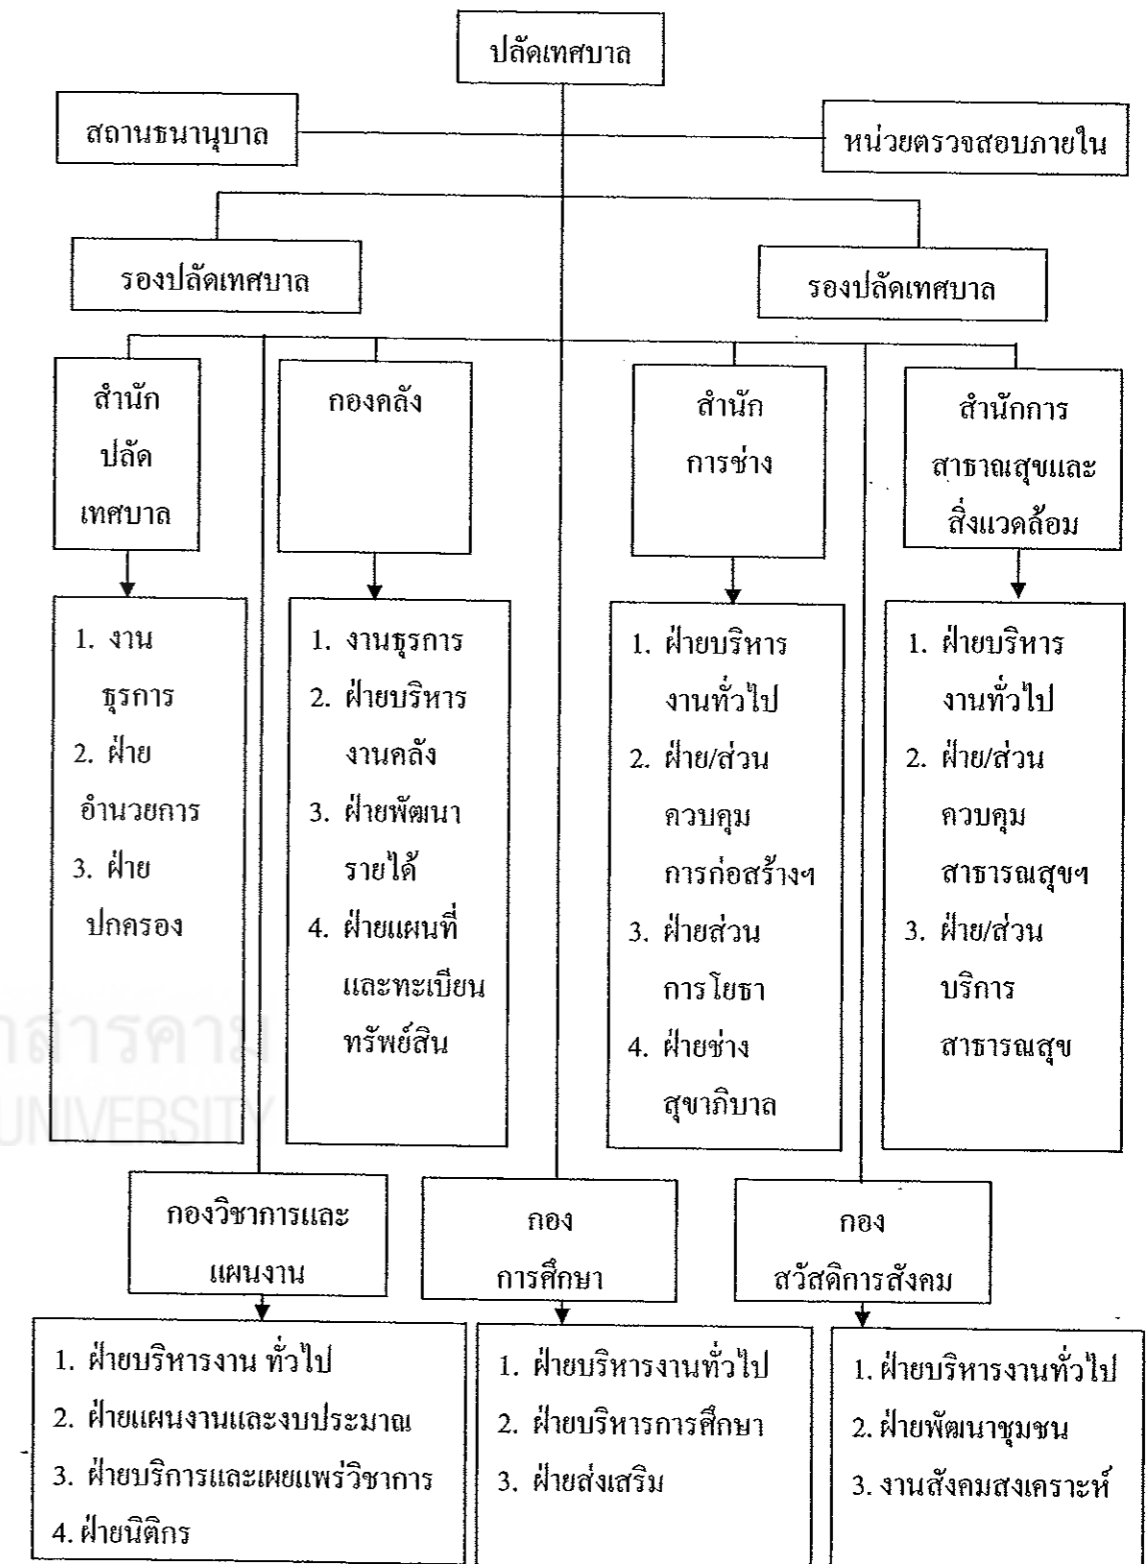 ปลัดเทศบาล
สถานธนานุบาล
หน่วยตรวจสอบภายใน
รองปลัดเทศบาล
รองปลัดเทศบาล
สำนัก
ปลัด
เทศบาล
กองคลัง
สำนัก
การช่าง
สำนักการ
สาธาณสุขและ
สิ่งแวดล้อม
1. งาน
ธุรการ
2. ฝ่าย
อำนวยการ
3. ฝ่าย
ปกครอง
1. งานธุรการ
2. ฝ่ายบริหาร
งานคลัง
3. ฝ่ายพัฒนา
รายได้
4. ฝ่ายแผนที่
และทะเบียน
ทรัพย์สิน
1. ฝ่ายบริหาร
งานทั่วไป
2. ฝ่าย/ส่วน
ควบคุม
การก่อสร้างฯ
3. ฝ่ายส่วน
การโยธา
4. ฝ่ายช่าง
สุขาภิบาล
1. ฝ่ายบริหาร
งานทั่วไป
2. ฝ่าย/ส่วน
ควบคุม
สาธารณสุขฯ
3. ฝ่าย/ส่วน
บริการ
สาธารณสุข
าสารคาม
UNIVERSITY
กองวิชาการและ
แผนงาน
กอง
การศึกษา
กอง
สวัสดิการสังคม
1. ฝ่ายบริหารงาน ทั่วไป
2. ฝ่ายแผนงานและงบประมาณ
3. ฝ่ายบริการและเผยแพร่วิชาการ
4. ฝ่ายนิติกร
1. ฝ่ายบริหารงานทั่วไป
2. ฝ่ายบริหารการศึกษา
3. ฝ่ายส่งเสริม
1. ฝ่ายบริหารงานทั่วไป
2. ฝ่ายพัฒนาชุมชน
3. งานสังคมสงเคราะห์